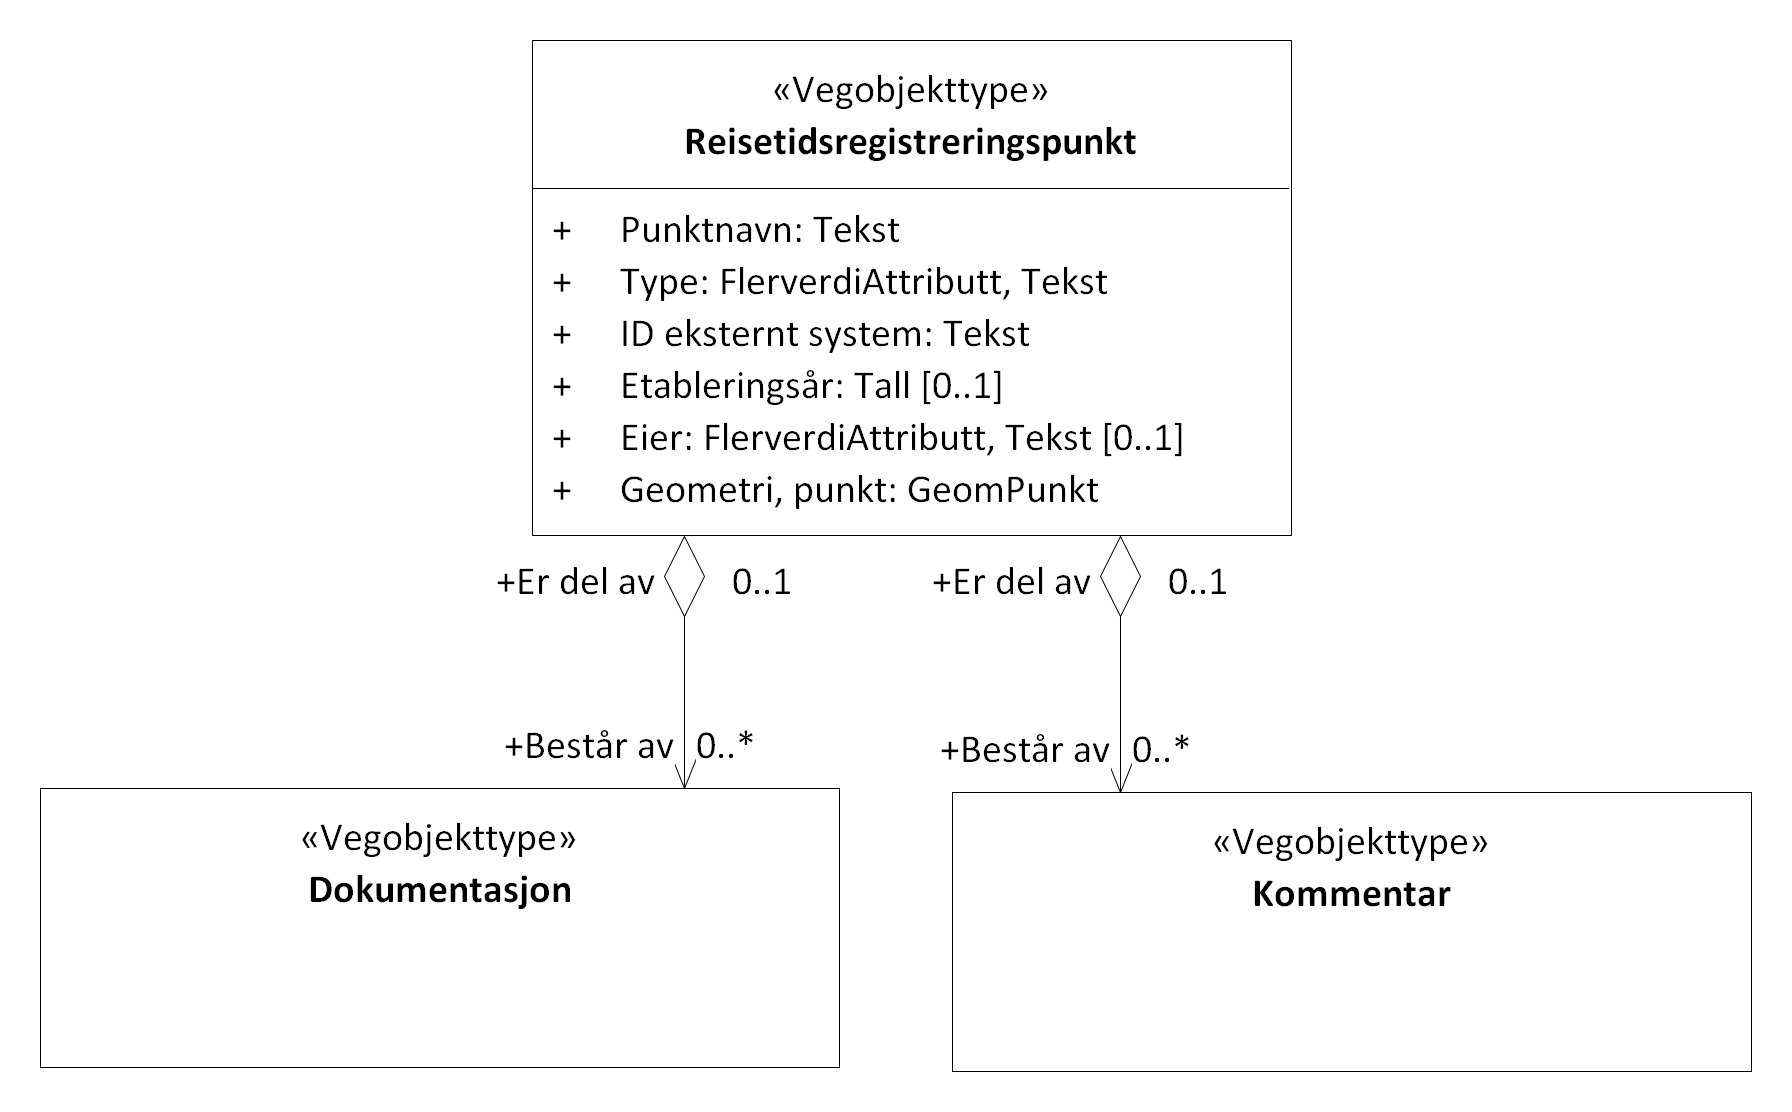 «Vegobjekttype»
Reisetidsregistreringspunkt
+ Punktnavn: Tekst
+ Type: FlerverdiAttributt, Tekst
+ ID eksternt system: Tekst
+ Etableringsår: Tall [0..1]
+ Eier: FlerverdiAttributt, Tekst [0..1]
+ Geometri, punkt: GeomPunkt
+Er del av 0..1
+Er del av 0..1
+Består av 0..*
+Består av 0..*
«Vegobjekttype»
Dokumentasjon
«Vegobjekttype»
Kommentar